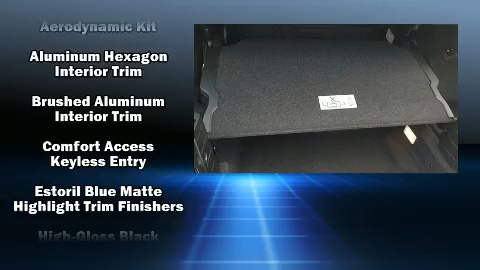 Aerodynamic Kit
Aluminum Hexagon
Interior Trim
Brushed Aluminum
Interior Trim
Comfort Access
Keyless Entry
Estoril Blue Matte
Highlight Trim Finishers
High-Gloss Black